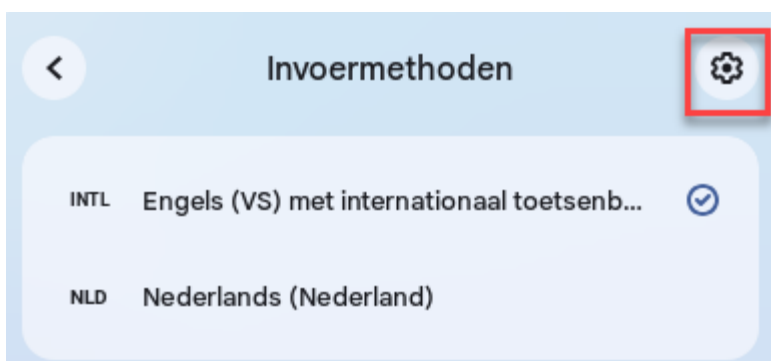 Invoermethoden
INTL Engels (VS) met internationaal toetsenb...
NLD Nederlands (Nederland)